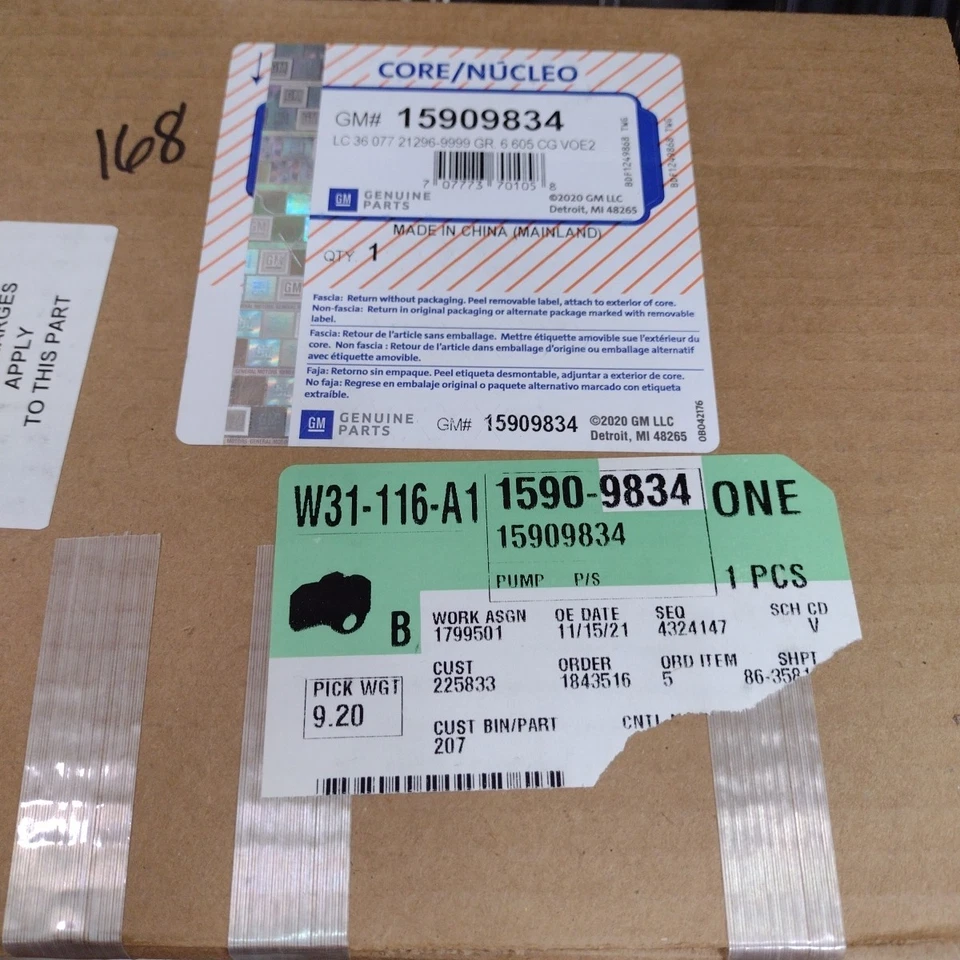 168
APPLY
TO THIS PART
CORE/NÚCLEO
GM# 15909834
LC 36 077 21296-9999 GR. 6 605 CG VOE2
7 07773 70105 8
GM GENUINE PARTS
©2020 GM LLC
Detroit, MI 48265
BDF1249868 TWG
BDF1249868 TWG
MADE IN CHINA (MAINLAND)
QTY. 1
Fascia: Return without packaging. Peel removable label, attach to exterior of core.
Non-fascia: Return in original packaging or alternate package marked with removable
label.
Fascia: Retour de l'article sans emballage. Mettre étiquette amovible sue l'extérieur du
core. Non fascia : Retour de l'article dans emballage d'origine ou emballage alternatif
avec étiquette amovible.
Faja: Retorno sin empaque. Peel etiqueta desmontable, adjuntar a exterior de core.
No faja: Regrese en embalaje original o paquete alternativo marcado con etiqueta
extraíble.
GM GENUINE PARTS
GM# 15909834
©2020 GM LLC
Detroit, MI 48265
0B042176
W31-116-A1
1590-9834
15909834
PUMP P/S
ONE
1 PCS
B
WORK ASGN OE DATE SEQ SCH CD
1799501 11/15/21 4324147 V
CUST ORDER ORD ITEM SHPT
225833 1843516 5 86-3581
PICK WGT
9.20
CUST BIN/PART CNTL
207